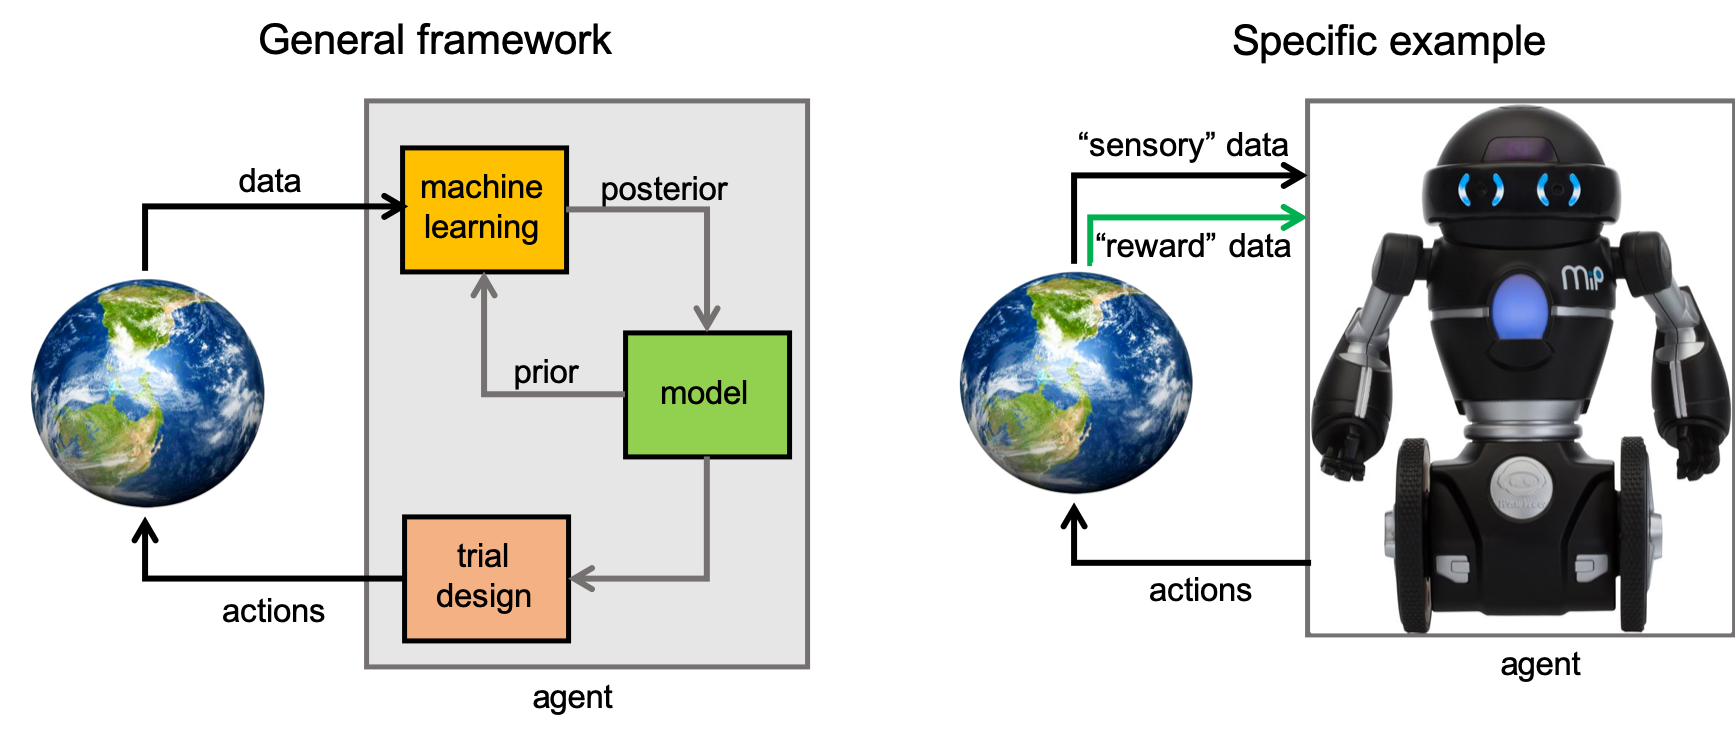 General framework
data
machine
learning
posterior
prior
model
trial
design
actions
agent
Specific example
“sensory” data
“reward” data
mip
actions
agent